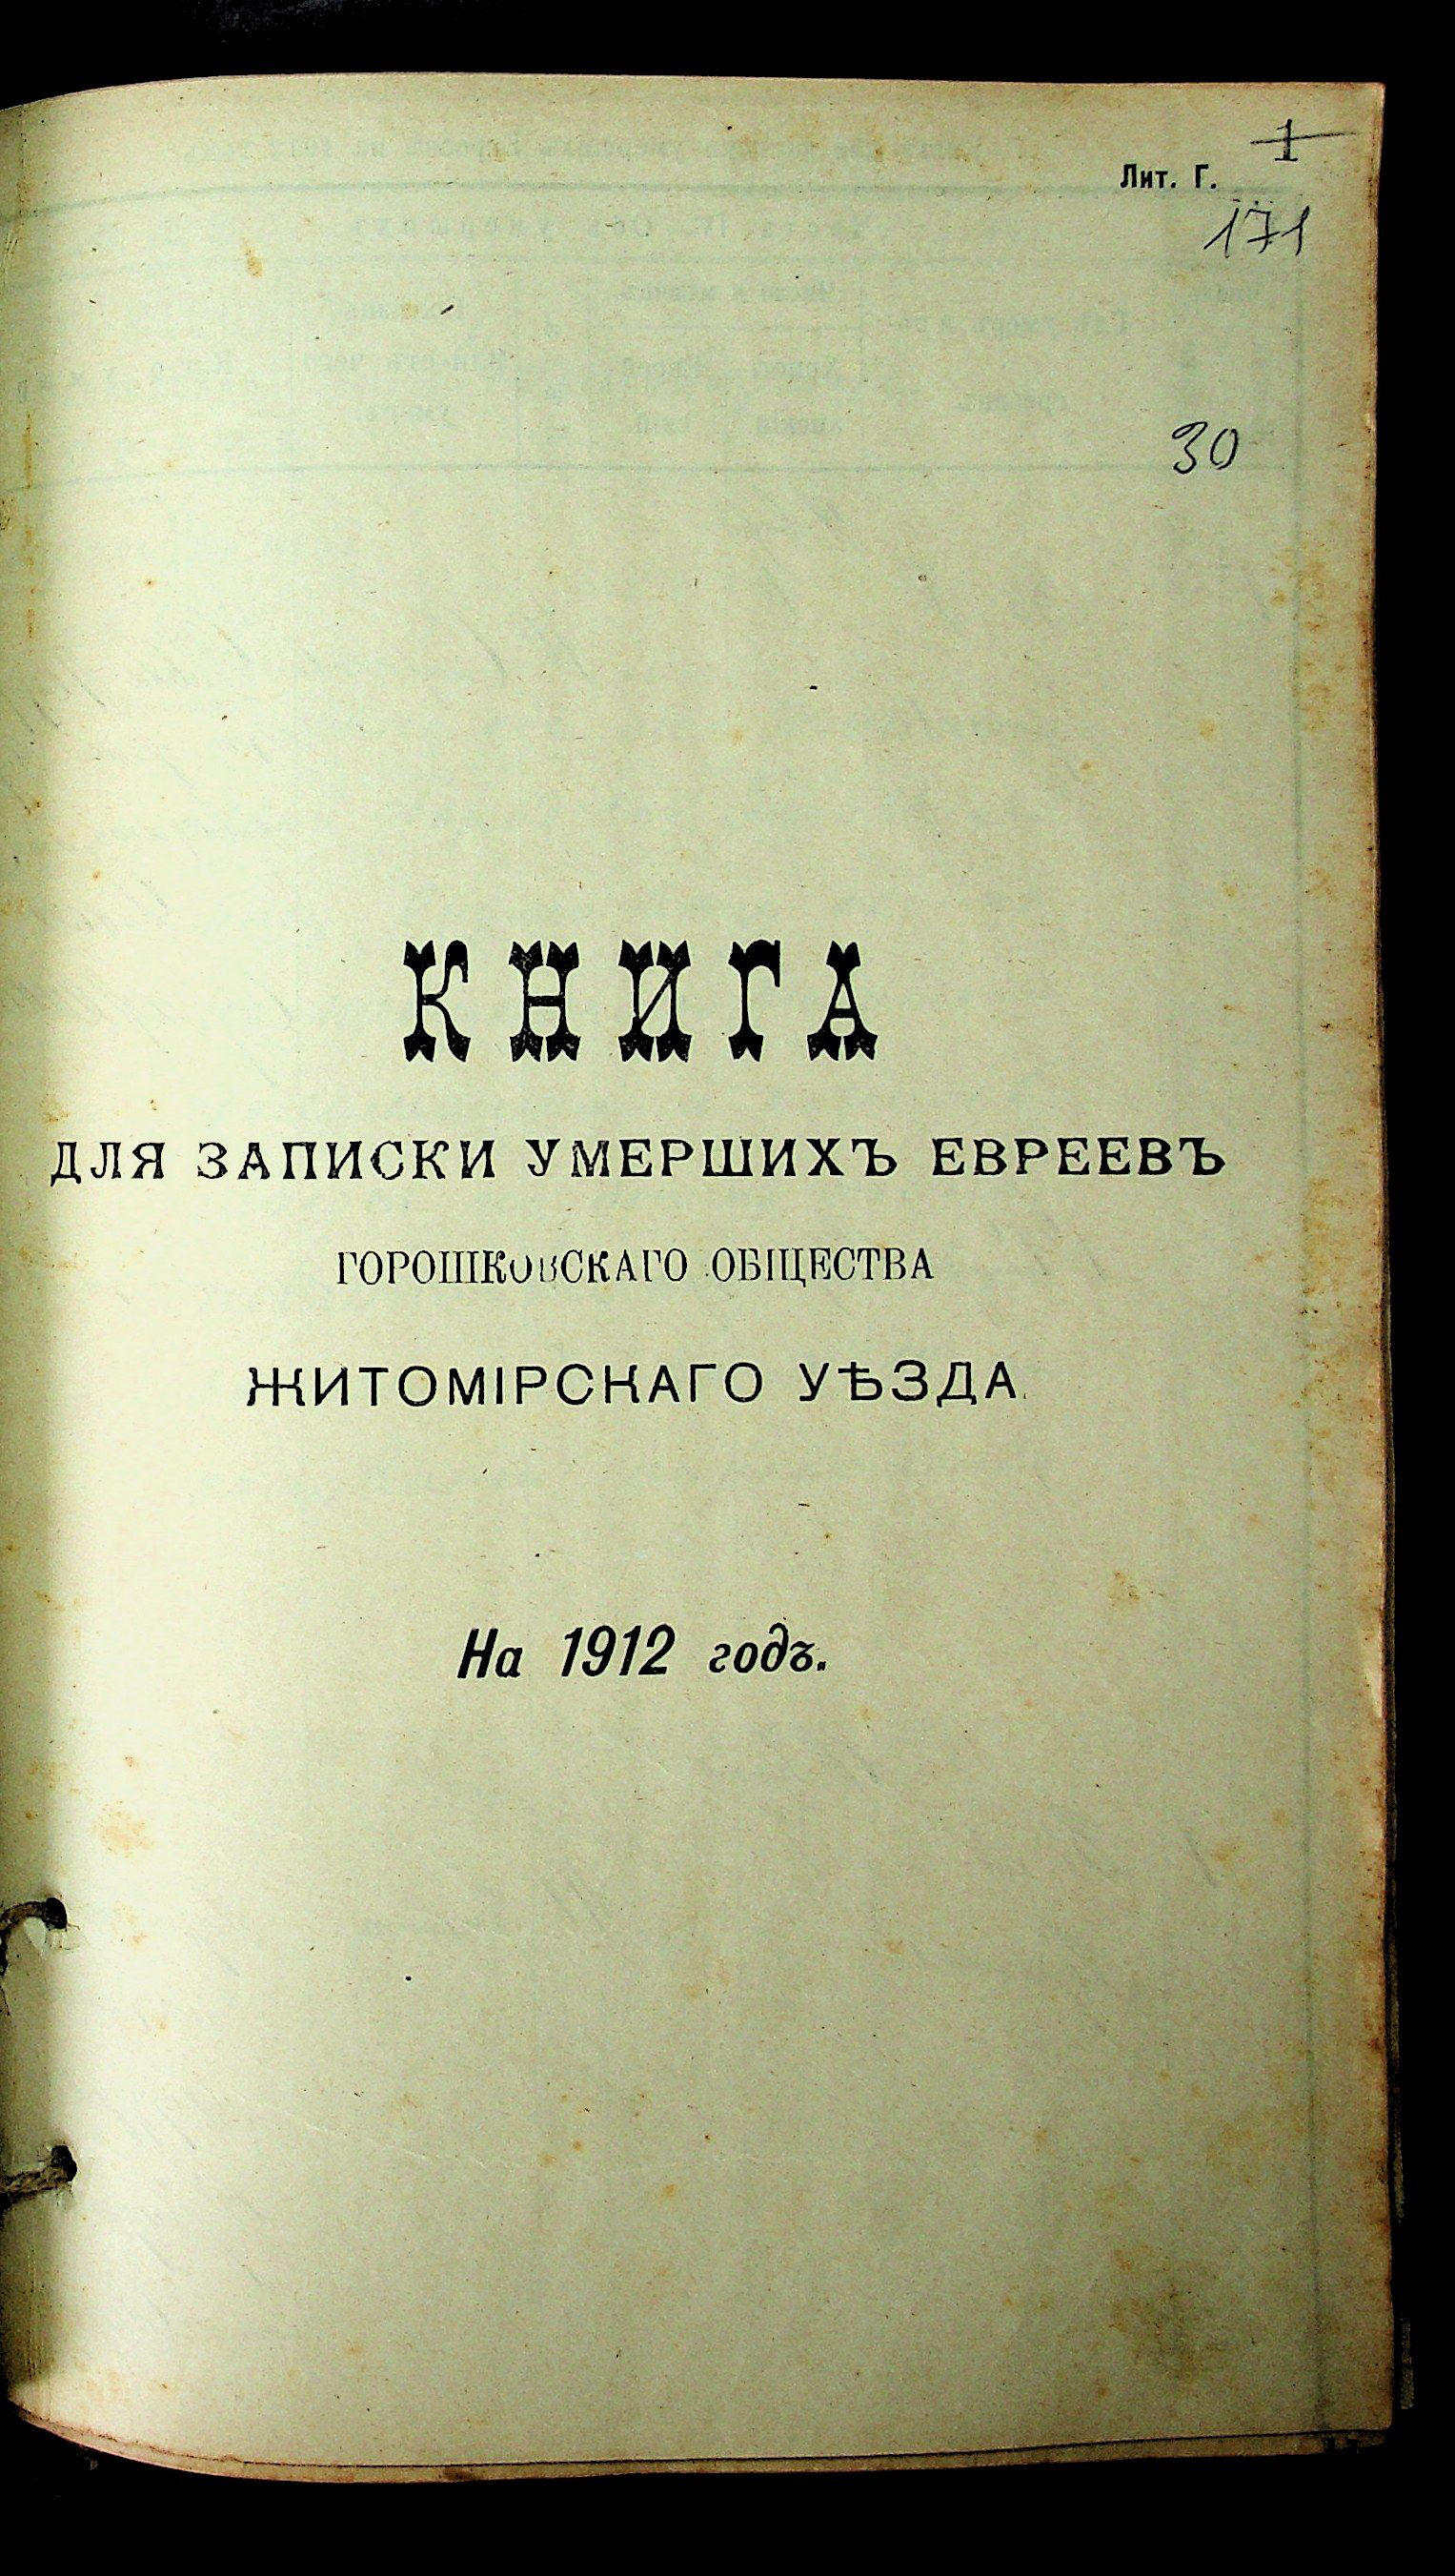 1
Лит. Г.
171
30
КНИГА
ДЛЯ ЗАПИСКИ УМЕРШИХЪ ЕВРЕЕВЪ
ГОРОШКОВСКАГО ОБЩЕСТВА
ЖИТОМІРСКАГО УѢЗДА.
На 1912 годъ.